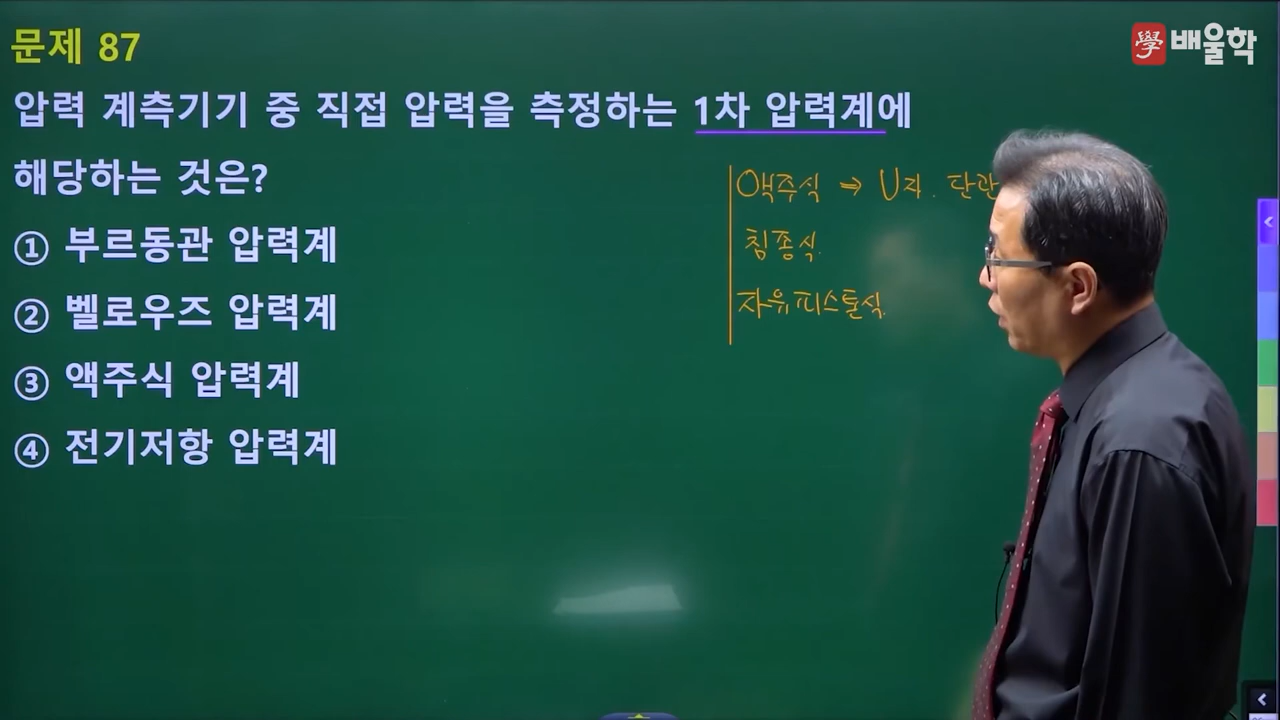 문제 87
學 배울학
압력 계측기기 중 직접 압력을 측정하는 1차 압력계에
해당하는 것은?
① 부르동관 압력계
② 벨로우즈 압력계
③ 액주식 압력계
④ 전기저항 압력계
액주식 → U자. 단관
침종식.
자유피스톤식.